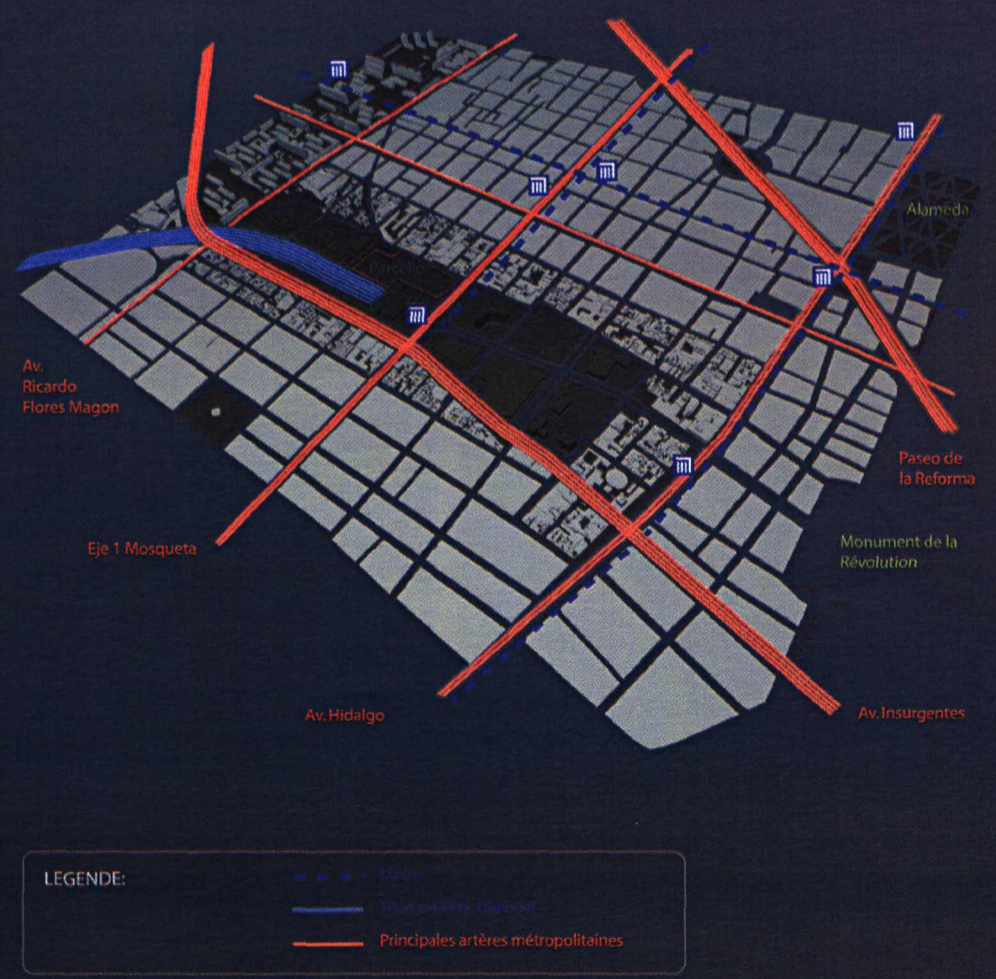 Alameda
Parcelle
Av.
Ricardo
Flores Magon
Paseo de
la Reforma
Eje 1 Mosqueta
Monument de la
Révolution
Av. Hidalgo
Av. Insurgentes
LEGENDE:
Principales artères métropolitaines